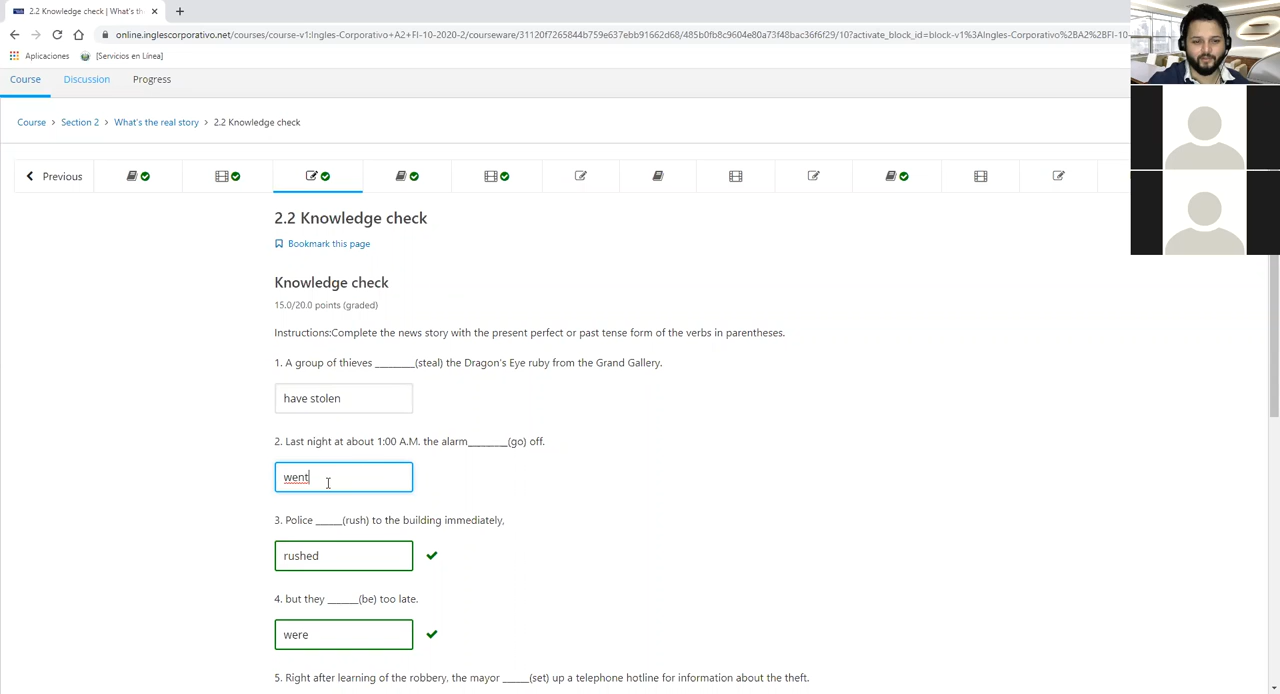 2.2 Knowledge check | What's th
online.inglescorporativo.net/courses/course-v1:Ingles-Corporativo+A2+FI-10-2020-2/courseware/31120f7265844b759e637ebb91662d68/485b0fb8c9604e80a73f48bac36f6f29/10?activate_block_id=block-v1%3AIngles-Corporativo%2BA2%2BFI-10-
Aplicaciones [Servicios en Línea]
Course Discussion Progress
Course > Section 2 > What's the real story > 2.2 Knowledge check
Previous
2.2 Knowledge check
Bookmark this page
Knowledge check
15.0/20.0 points (graded)
Instructions:Complete the news story with the present perfect or past tense form of the verbs in parentheses.
1. A group of thieves ________(steal) the Dragon's Eye ruby from the Grand Gallery.
have stolen
2. Last night at about 1:00 A.M. the alarm________(go) off.
went
3. Police _____(rush) to the building immediately,
rushed
4. but they ______(be) too late.
were
5. Right after learning of the robbery, the mayor _____(set) up a telephone hotline for information about the theft.